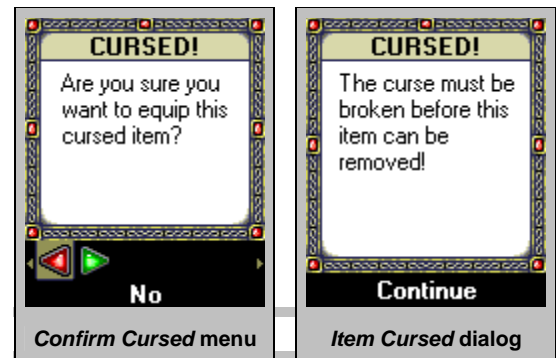 CURSED!
Are you sure you
want to equip this
cursed item?
No
Confirm Cursed menu
CURSED!
The curse must be
broken before this
item can be
removed!
Continue
Item Cursed dialog